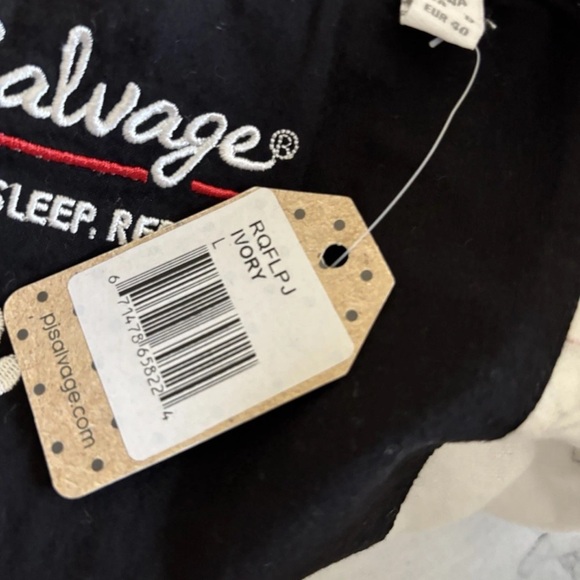 Salvage®
SLEEP, RE
EUR 40
RQFLPJ
IVORY
L
6 71478 65822 4
pjsalvage.com